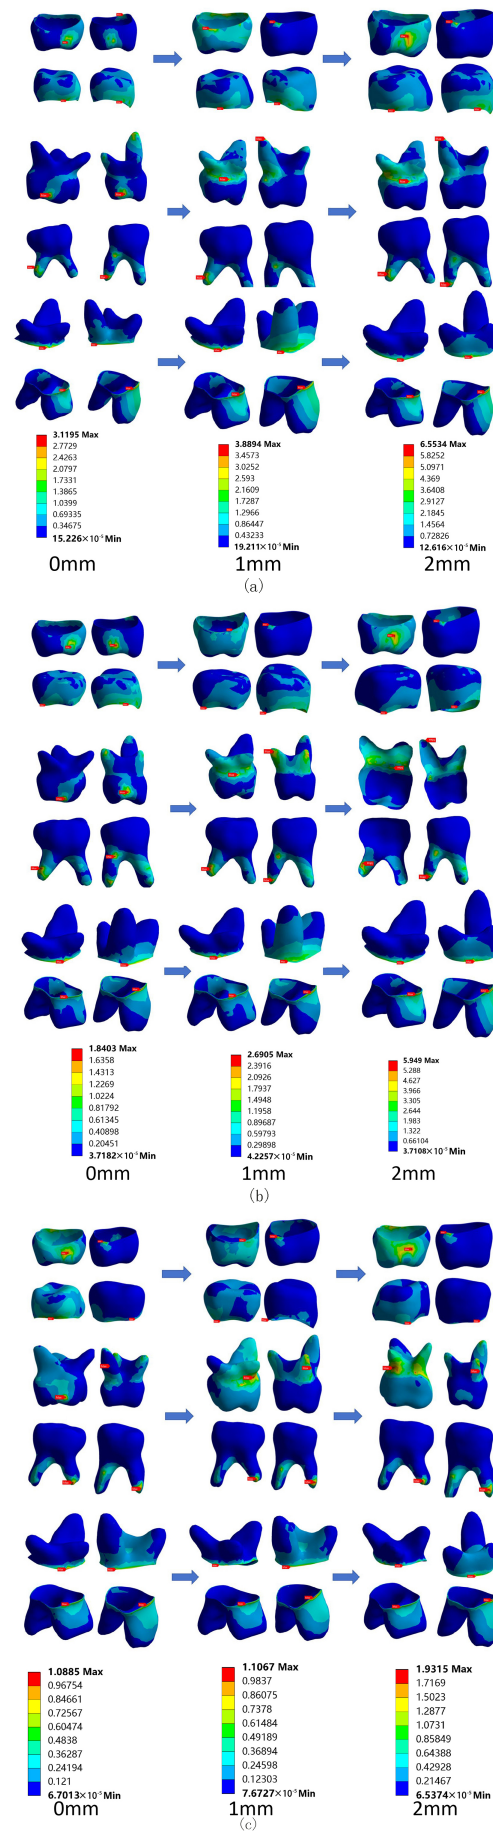 3.1195 Max
2.7729
2.4263
2.0797
1.7331
1.3865
1.0399
0.69335
0.34675
15.226×10⁻⁵ Min
0mm
3.8894 Max
3.4573
3.0252
2.593
2.1609
1.7287
1.2966
0.86447
0.43233
19.211×10⁻⁵ Min
1mm
6.5534 Max
5.8252
5.0971
4.369
3.6408
2.9127
2.1845
1.4564
0.72826
12.616×10⁻⁵ Min
2mm
(a)
1.8403 Max
1.6358
1.4313
1.2269
1.0224
0.81792
0.61345
0.40898
0.20451
3.7182×10⁻⁵ Min
0mm
2.6905 Max
2.3916
2.0926
1.7937
1.4948
1.1958
0.89687
0.59793
0.29898
4.2257×10⁻⁵ Min
1mm
5.949 Max
5.288
4.627
3.966
3.305
2.644
1.983
1.322
0.66104
3.7108×10⁻⁵ Min
2mm
(b)
1.0885 Max
0.96754
0.84661
0.72567
0.60474
0.4838
0.36287
0.24194
0.121
6.7013×10⁻⁵ Min
0mm
1.1067 Max
0.9837
0.86075
0.7378
0.61484
0.49189
0.36894
0.24598
0.12303
7.6727×10⁻⁵ Min
1mm
1.9315 Max
1.7169
1.5023
1.2877
1.0731
0.85849
0.64388
0.42928
0.21467
6.5374×10⁻⁵ Min
2mm
(c)